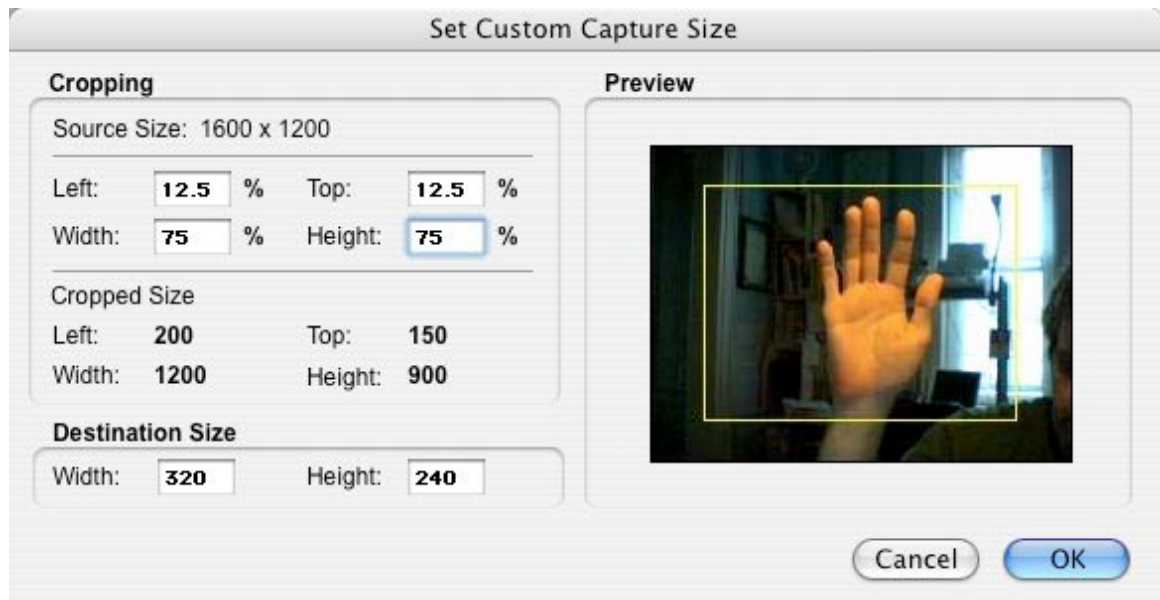 Set Custom Capture Size
Cropping
Source Size: 1600 x 1200
Left: 12.5 % Top: 12.5 %
Width: 75 % Height: 75 %
Cropped Size
Left: 200 Top: 150
Width: 1200 Height: 900
Destination Size
Width: 320 Height: 240
Preview
Cancel OK